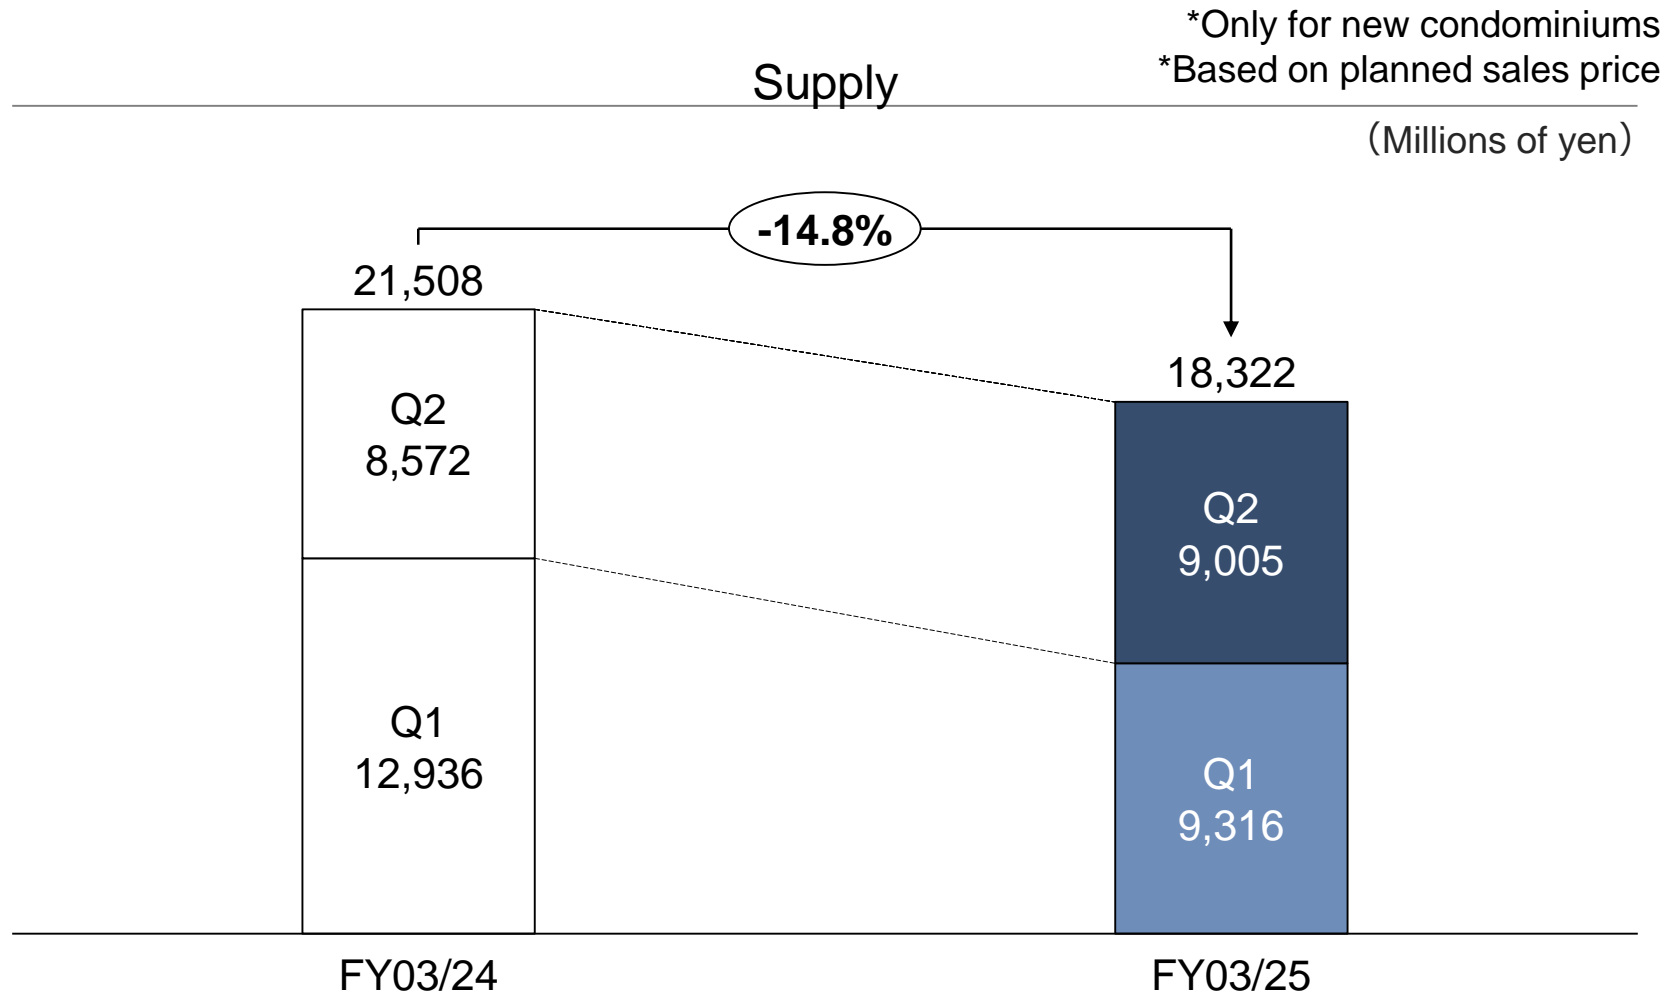 *Only for new condominiums
*Based on planned sales price
Supply
（Millions of yen）
-14.8%
21,508
18,322
Q2
8,572
Q2
9,005
Q1
12,936
Q1
9,316
FY03/24
FY03/25